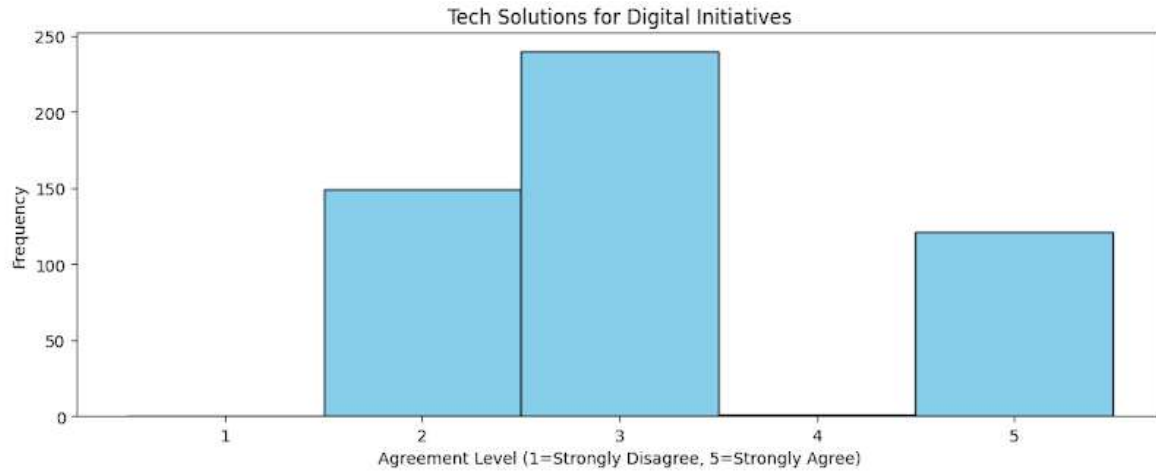 Tech Solutions for Digital Initiatives
250
200
150
100
50
0
Frequency
1 2 3 4 5
Agreement Level (1=Strongly Disagree, 5=Strongly Agree)